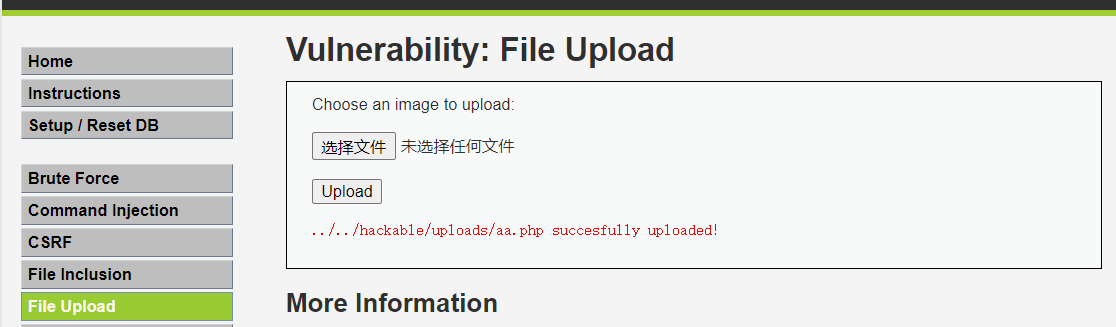 Home
Instructions
Setup / Reset DB
Brute Force
Command Injection
CSRF
File Inclusion
File Upload
Vulnerability: File Upload
Choose an image to upload:
选择文件 未选择任何文件
Upload
../../hackable/uploads/aa.php succesfully uploaded!
More Information